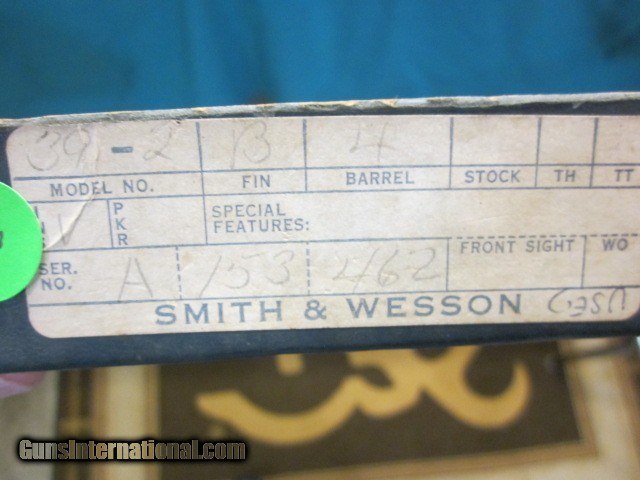 39-2 B 4
MODEL NO. FIN BARREL STOCK TH TT
PKR SPECIAL
FEATURES:
FRONT SIGHT WO
SER.
NO. A 153 462
SMITH & WESSON USED
GunsInternational.com